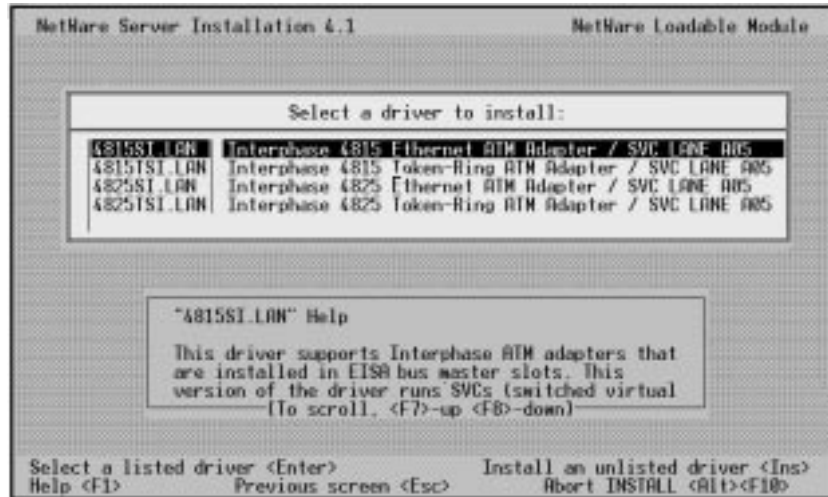 NetWare Server Installation 4.1 NetWare Loadable Module
Select a driver to install:
4815SI.LAN Interphase 4815 Ethernet ATM Adapter / SVC LANE A05
4815TSI.LAN Interphase 4815 Token-Ring ATM Adapter / SVC LANE A05
4825SI.LAN Interphase 4825 Ethernet ATM Adapter / SVC LANE A05
4825TSI.LAN Interphase 4825 Token-Ring ATM Adapter / SVC LANE A05
"4815SI.LAN" Help
This driver supports Interphase ATM adapters that
are installed in EISA bus master slots. This
version of the driver runs SVCs (switched virtual
(To scroll, <F7>-up <F8>-down)
Select a listed driver <Enter> Install an unlisted driver <Ins>
Help <F1> Previous screen <Esc> Abort INSTALL <Alt><F10>